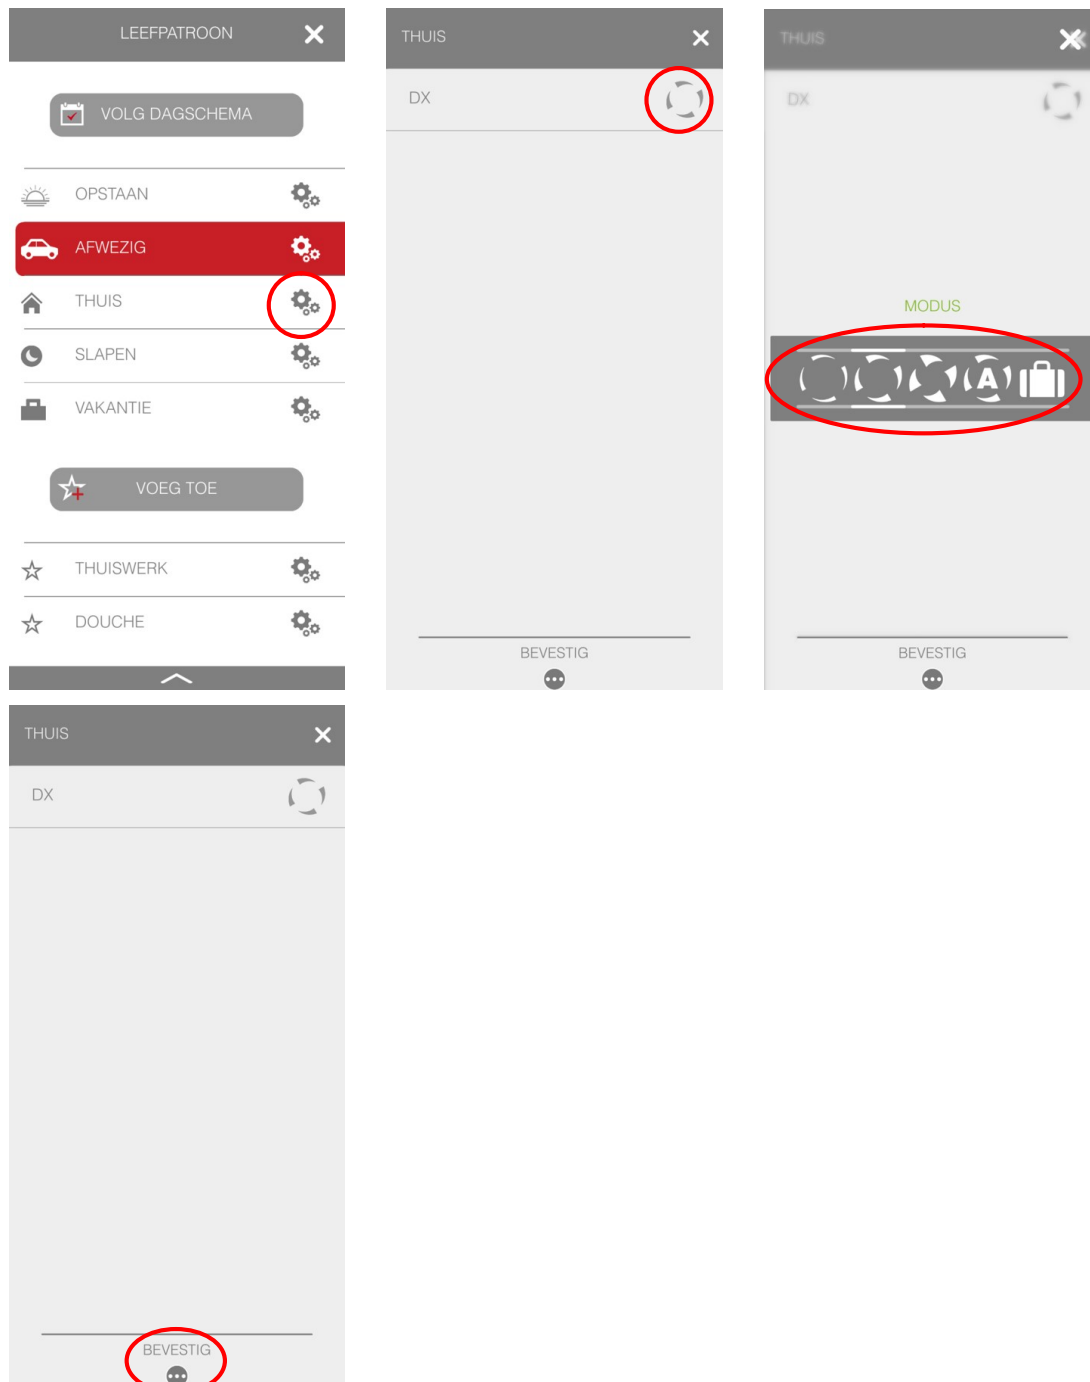 LEEFPATROON
VOLG DAGSCHEMA
OPSTAAN
AFWEZIG
THUIS
SLAPEN
VAKANTIE
VOEG TOE
THUISWERK
DOUCHE
THUIS
DX
BEVESTIG
THUIS
DX
MODUS
A
BEVESTIG
THUIS
DX
BEVESTIG